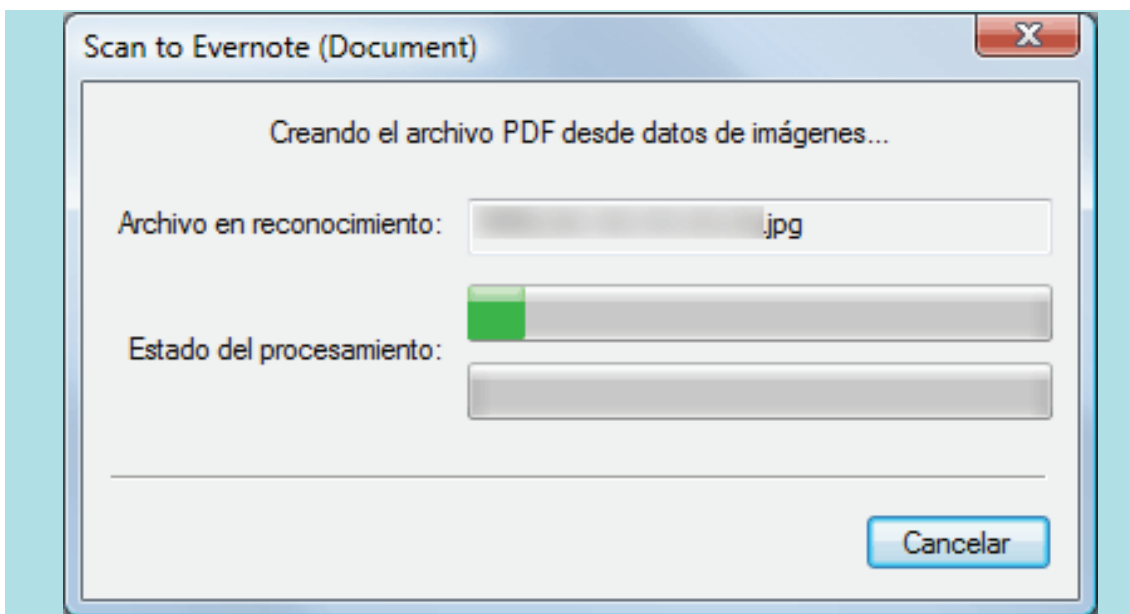 Scan to Evernote (Document)
Creando el archivo PDF desde datos de imágenes...
Archivo en reconocimiento:
.jpg
Estado del procesamiento:
Cancelar